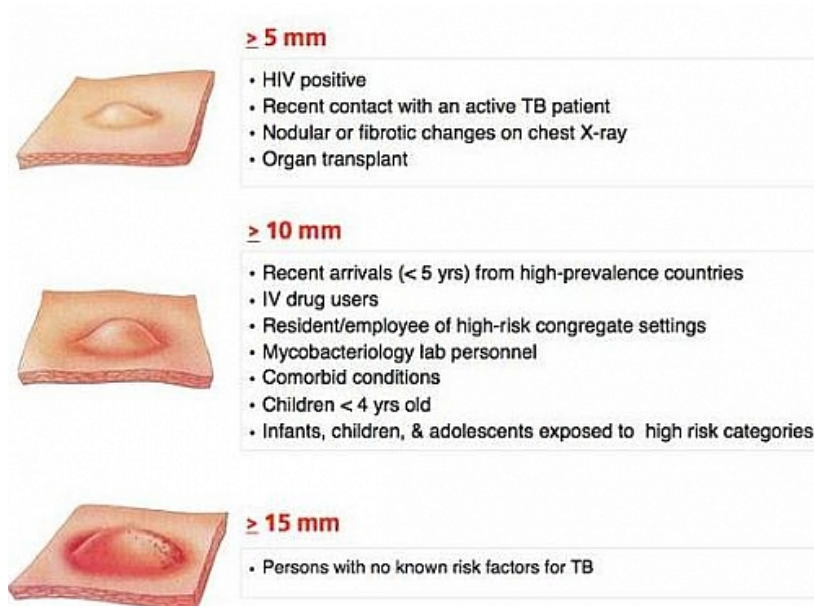 ≥ 5 mm
• HIV positive
• Recent contact with an active TB patient
• Nodular or fibrotic changes on chest X-ray
• Organ transplant
≥ 10 mm
• Recent arrivals (< 5 yrs) from high-prevalence countries
• IV drug users
• Resident/employee of high-risk congregate settings
• Mycobacteriology lab personnel
• Comorbid conditions
• Children < 4 yrs old
• Infants, children, & adolescents exposed to high risk categories
≥ 15 mm
• Persons with no known risk factors for TB